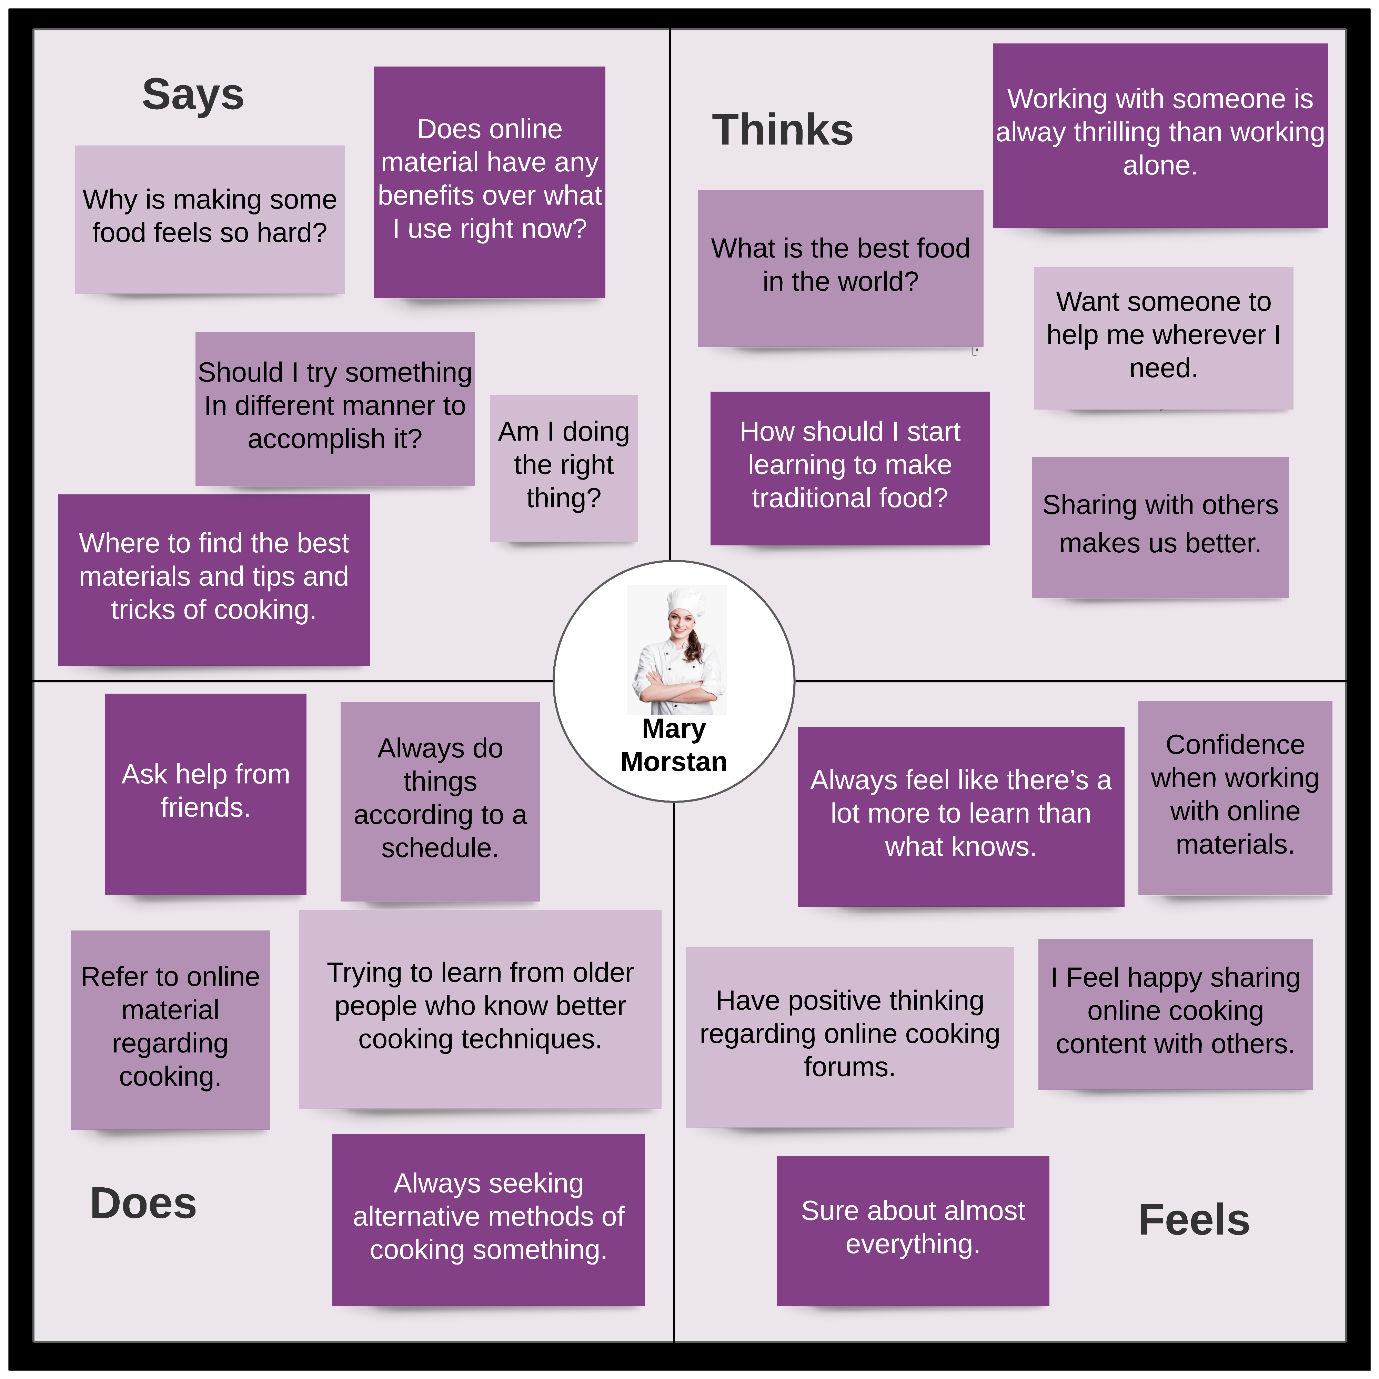 Says
Does online
material have any
benefits over what
I use right now?
Why is making some
food feels so hard?
Should I try something
In different manner to
accomplish it?
Am I doing
the right
thing?
Where to find the best
materials and tips and
tricks of cooking.
Thinks
Working with someone is
alway thrilling than working
alone.
What is the best food
in the world?
Want someone to
help me wherever I
need.
How should I start
learning to make
traditional food?
Sharing with others
makes us better.
Mary
Morstan
Ask help from
friends.
Always do
things
according to a
schedule.
Refer to online
material
regarding
cooking.
Trying to learn from older
people who know better
cooking techniques.
Always seeking
alternative methods of
cooking something.
Does
Always feel like there’s a
lot more to learn than
what knows.
Confidence
when working
with online
materials.
Have positive thinking
regarding online cooking
forums.
I Feel happy sharing
online cooking
content with others.
Sure about almost
everything.
Feels